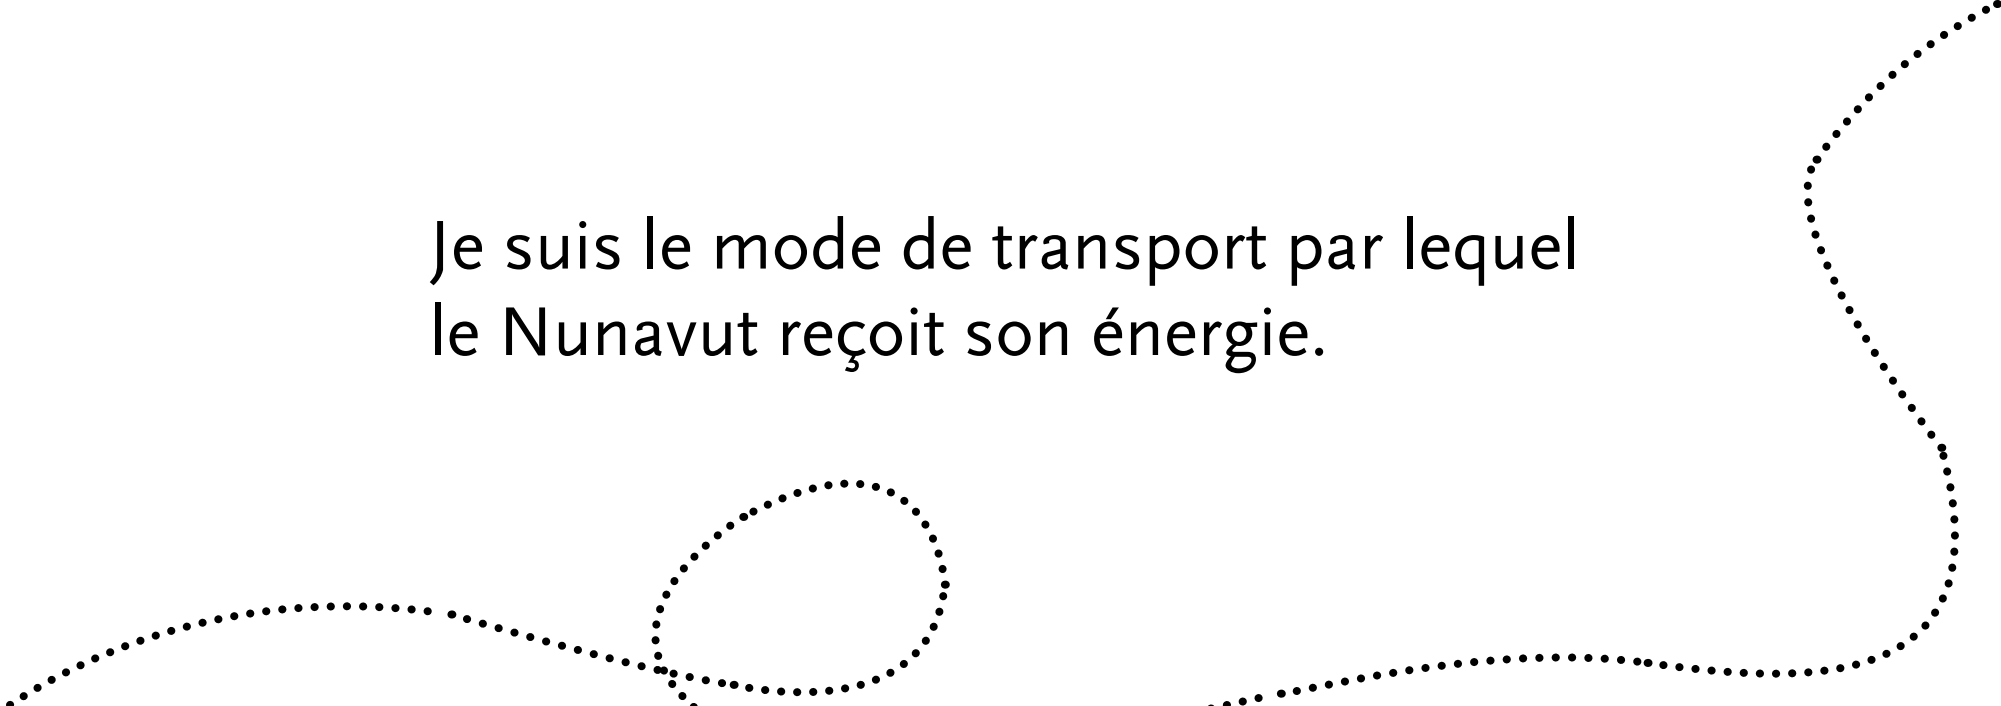 Je suis le mode de transport par lequel
le Nunavut reçoit son énergie.